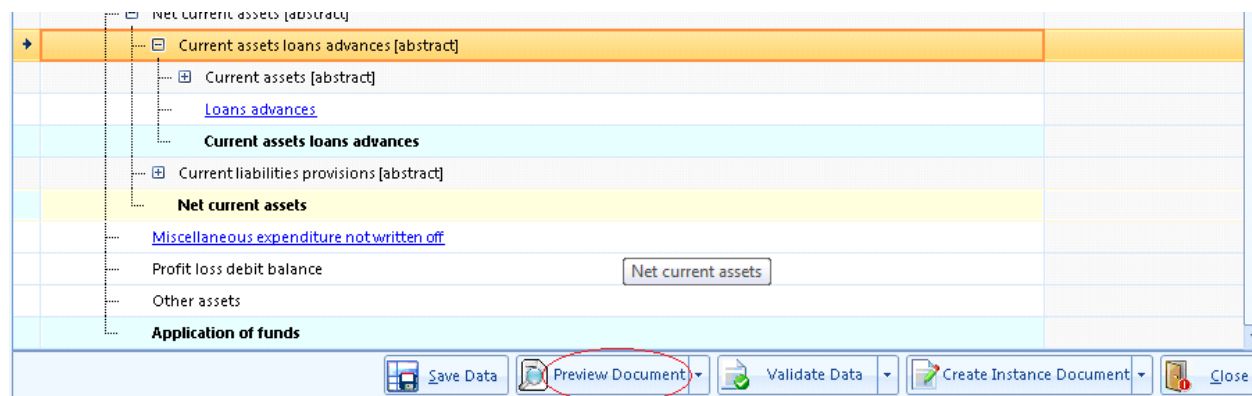 Net current assets [abstract]
Current assets loans advances [abstract]
Current assets [abstract]
Loans advances
Current assets loans advances
Current liabilities provisions [abstract]
Net current assets
Miscellaneous expenditure not written off
Profit loss debit balance
Net current assets
Other assets
Application of funds
Save Data Preview Document Validate Data Create Instance Document Close